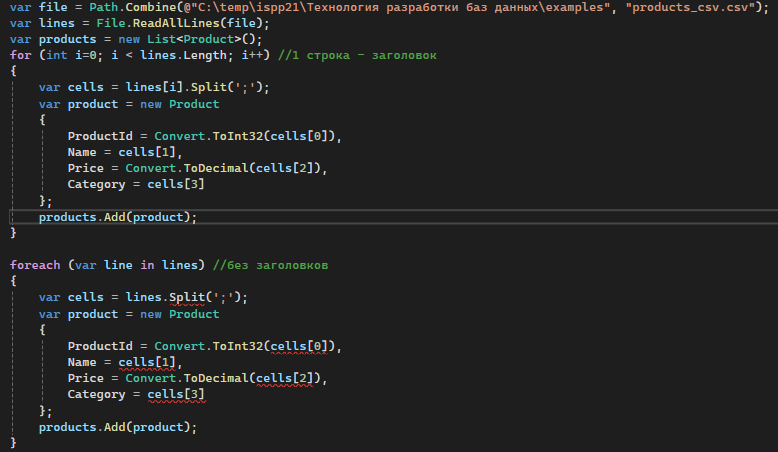 var file = Path.Combine(@"C:\temp\ispp21\Технология разработки баз данных\examples", "products_csv.csv");
var lines = File.ReadAllLines(file);
var products = new List<Product>();
for (int i=0; i < lines.Length; i++) //1 строка - заголовок
{
    var cells = lines[i].Split(';');
    var product = new Product
    {
        ProductId = Convert.ToInt32(cells[0]),
        Name = cells[1],
        Price = Convert.ToDecimal(cells[2]),
        Category = cells[3]
    };
    products.Add(product);
}

foreach (var line in lines) //без заголовков
{
    var cells = lines.Split(';');
    var product = new Product
    {
        ProductId = Convert.ToInt32(cells[0]),
        Name = cells[1],
        Price = Convert.ToDecimal(cells[2]),
        Category = cells[3]
    };
    products.Add(product);
}